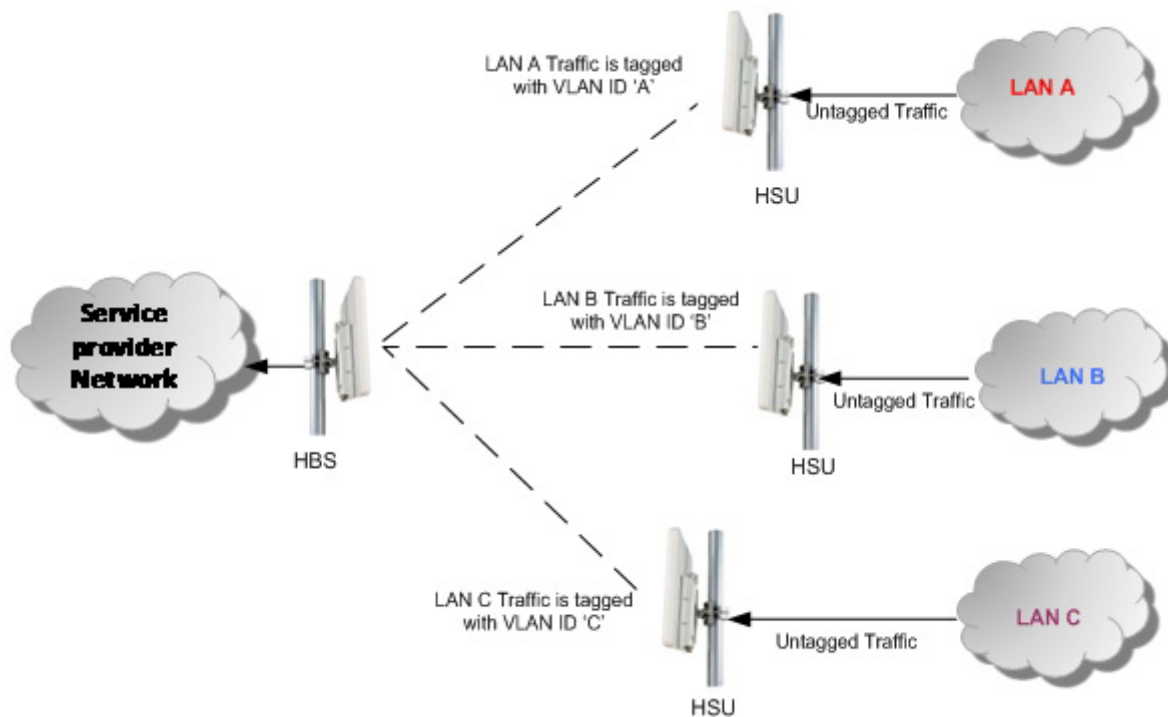 LAN A Traffic is tagged
with VLAN ID 'A'
LAN A
Untagged Traffic
HSU
Service
provider
Network
HBS
LAN B Traffic is tagged
with VLAN ID 'B'
LAN B
Untagged Traffic
HSU
LAN C Traffic is tagged
with VLAN ID 'C'
LAN C
Untagged Traffic
HSU